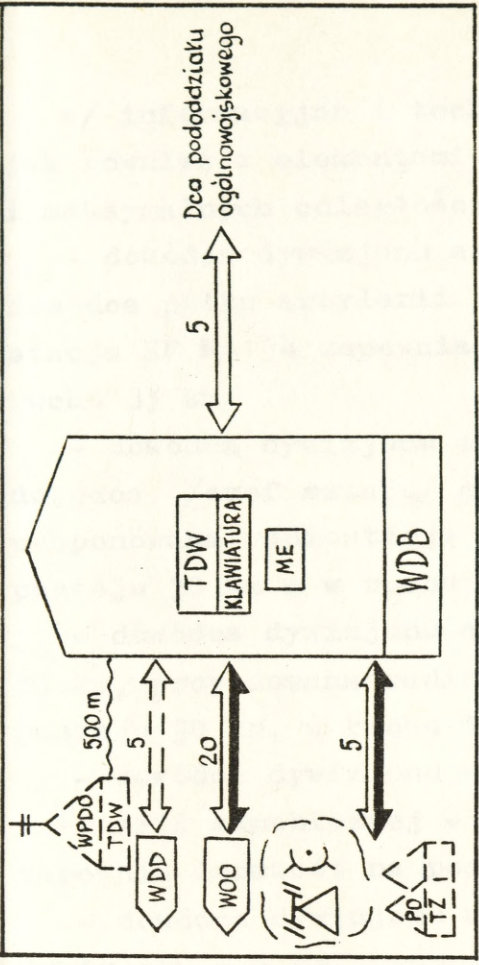 WPDO
TDW
500 m
WDD
5
WOO
20
5
PO
TZ
TDW
KLAWIATURA
ME
WDB
5
Dca pododdziału
ogólnowojskowego